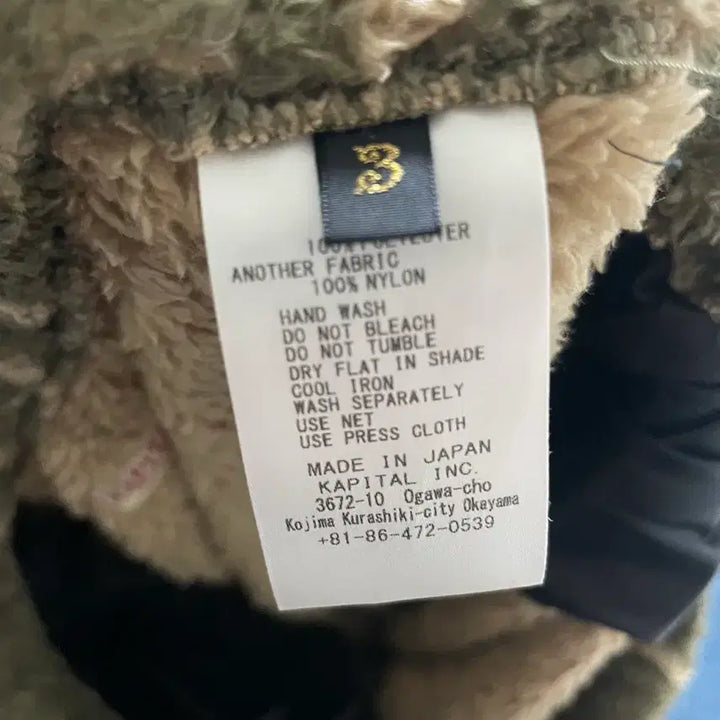 3
100% POLYESTER
ANOTHER FABRIC
100% NYLON
HAND WASH
DO NOT BLEACH
DO NOT TUMBLE
DRY FLAT IN SHADE
COOL IRON
WASH SEPARATELY
USE NET
USE PRESS CLOTH
MADE IN JAPAN
KAPITAL INC.
3672-10 Ogawa-cho
Kojima Kurashiki-city Okayama
+81-86-472-0539